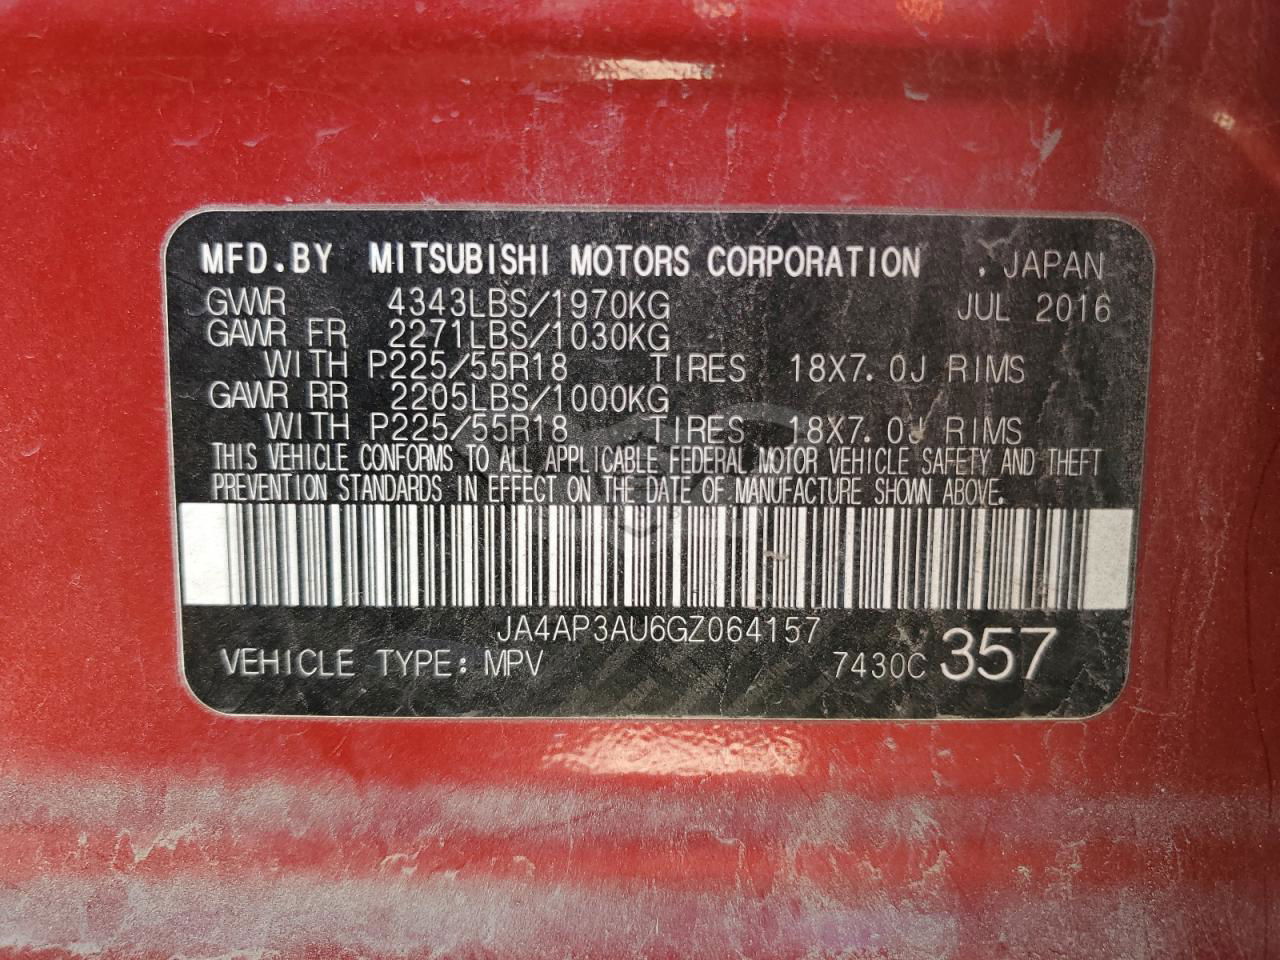 MFD.BY MITSUBISHI MOTORS CORPORATION . JAPAN
GVWR 4343LBS/1970KG JUL 2016
GAWR FR 2271LBS/1030KG
WITH P225/55R18 TIRES 18X7.0J RIMS
GAWR RR 2205LBS/1000KG
WITH P225/55R18 TIRES 18X7.0J RIMS
THIS VEHICLE CONFORMS TO ALL APPLICABLE FEDERAL MOTOR VEHICLE SAFETY AND THEFT
PREVENTION STANDARDS IN EFFECT ON THE DATE OF MANUFACTURE SHOWN ABOVE.
JA4AP3AU6GZ064157
VEHICLE TYPE: MPV 7430C 357